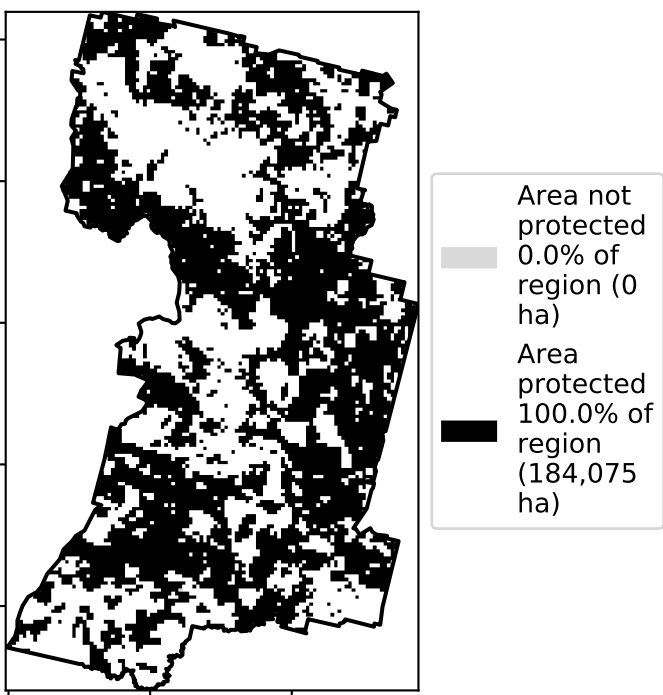 Area not
protected
0.0% of
region (0
ha)
Area
protected
100.0% of
region
(184,075
ha)